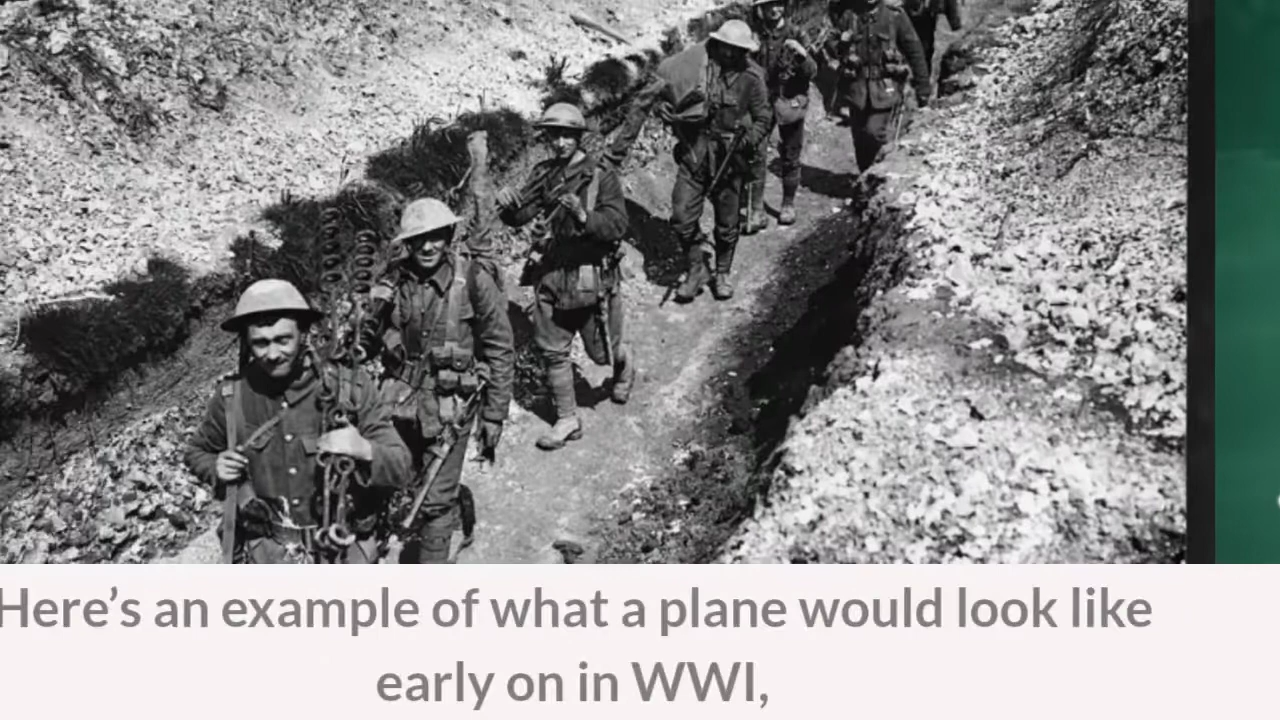 Here’s an example of what a plane would look like
early on in WWI,